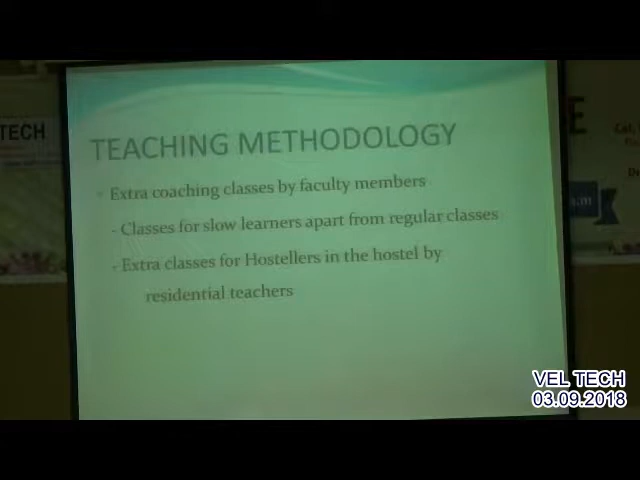 TECH
TEACHING METHODOLOGY
Extra coaching classes by faculty members
- Classes for slow learners apart from regular classes
- Extra classes for Hostellers in the hostel by
residential teachers
VEL TECH
03.09.2018